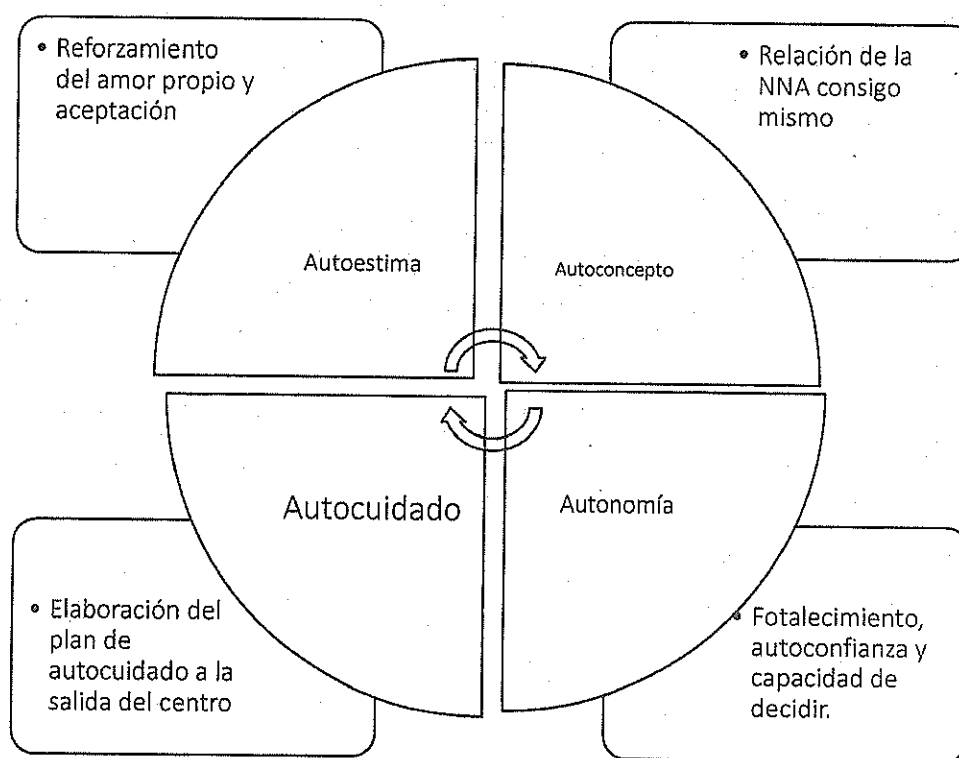 • Reforzamiento
del amor propio y
aceptación
• Relación de la
NNA consigo
mismo
Autoestima
Autoconcepto
Autocuidado
Autonomía
• Elaboración del
plan de
autocuidado a la
salida del centro
• Fotalecimiento,
autoconfianza y
capacidad de
decidir.